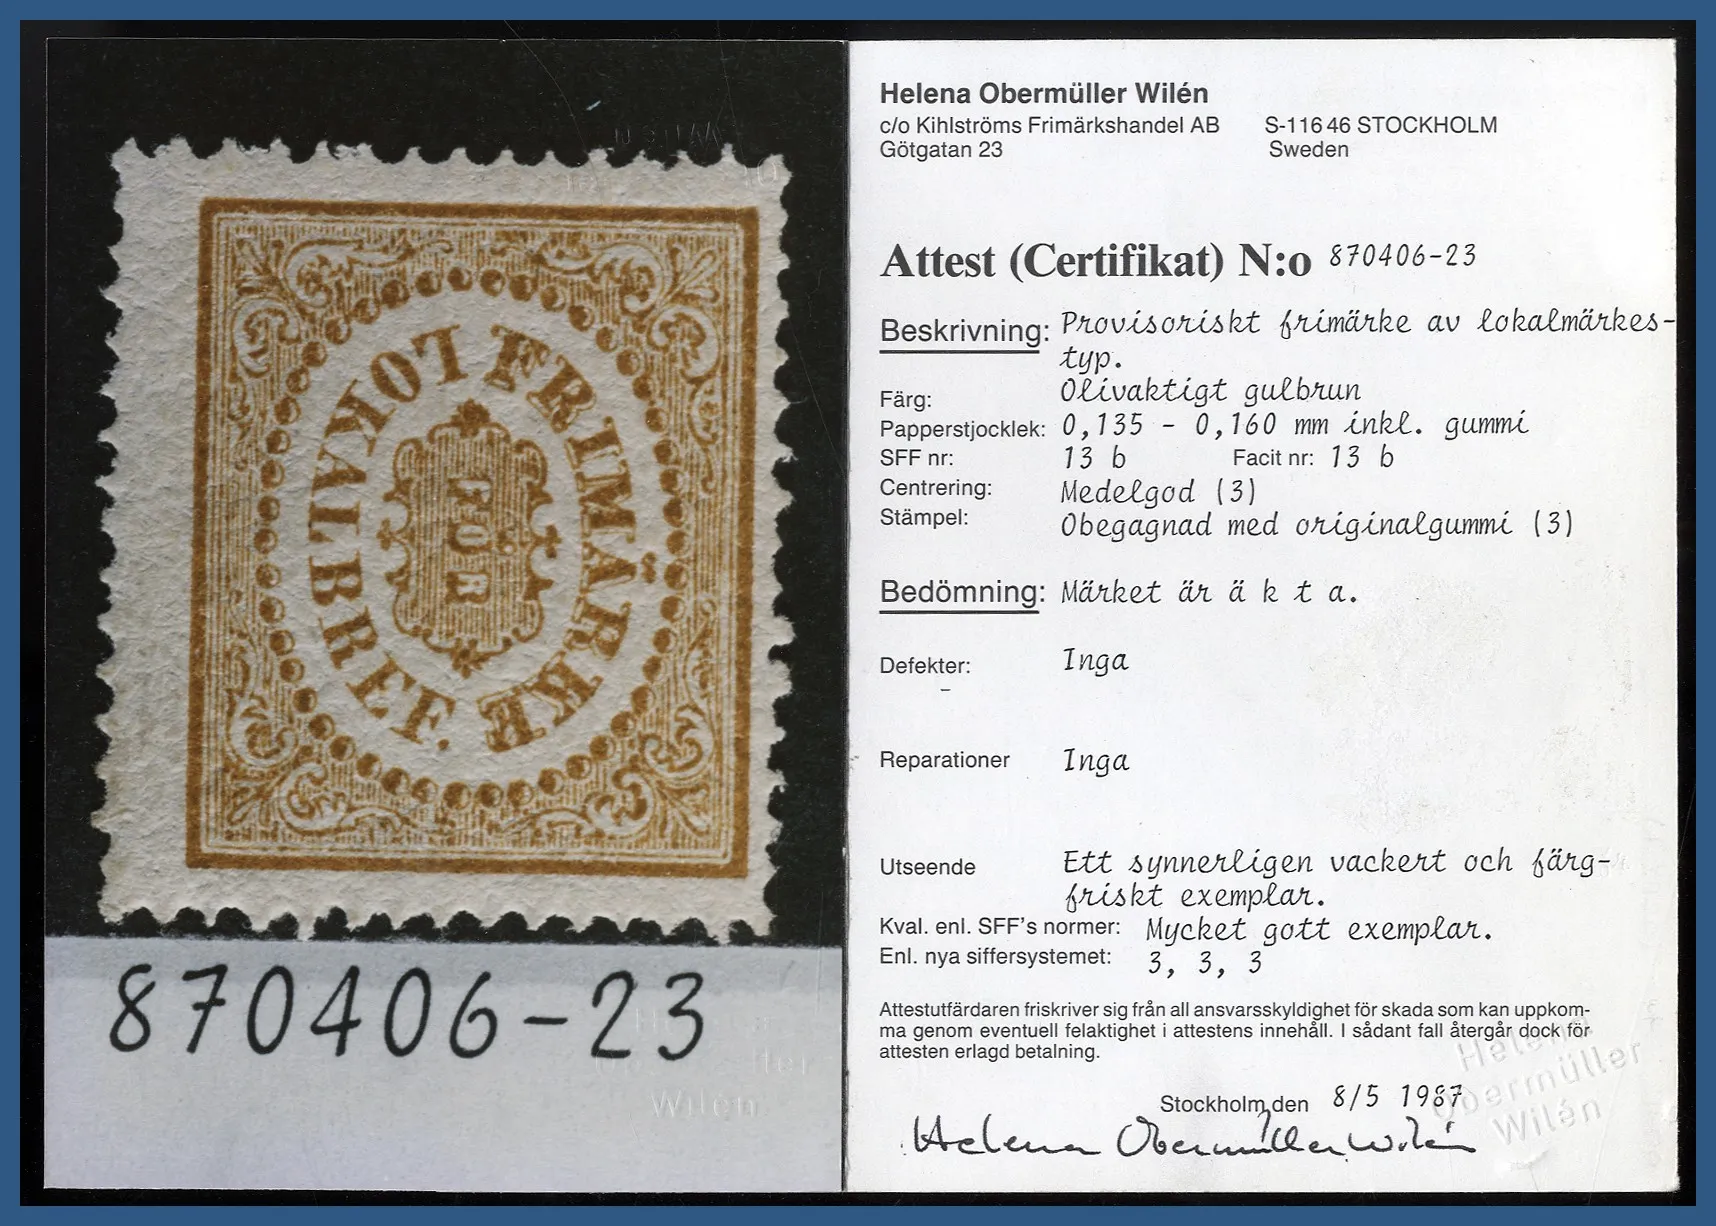 LOKALBREF.
FRIMÄRKE
FÖR
870406-23
Wilén
Helena Obermüller Wilén
c/o Kihlströms Frimärkshandel AB S-116 46 STOCKHOLM
Götgatan 23 Sweden
Attest (Certifikat) N:o 870406-23
Beskrivning: Provisoriskt frimärke av lokalmärkes-
typ.
Färg: Olivaktigt gulbrun
Papperstjocklek: 0,135 - 0,160 mm inkl. gummi
SFF nr: 13 b Facit nr: 13 b
Centrering: Medelgod (3)
Stämpel: Obegagnad med originalgummi (3)
Bedömning: Märket är ä k t a.
Defekter: Inga
Reparationer Inga
Utseende Ett synnerligen vackert och färg-
friskt exemplar.
Kval. enl. SFF's normer: Mycket gott exemplar.
Enl. nya siffersystemet: 3, 3, 3
Attestutfärdaren friskriver sig från all ansvarsskyldighet för skada som kan uppkom-
ma genom eventuell felaktighet i attestens innehåll. I sådant fall återgår dock för
attesten erlagd betalning.
Stockholm den 8/5 1987
Helena Obermüller Wilén
Helena
Obermüller
Wilén